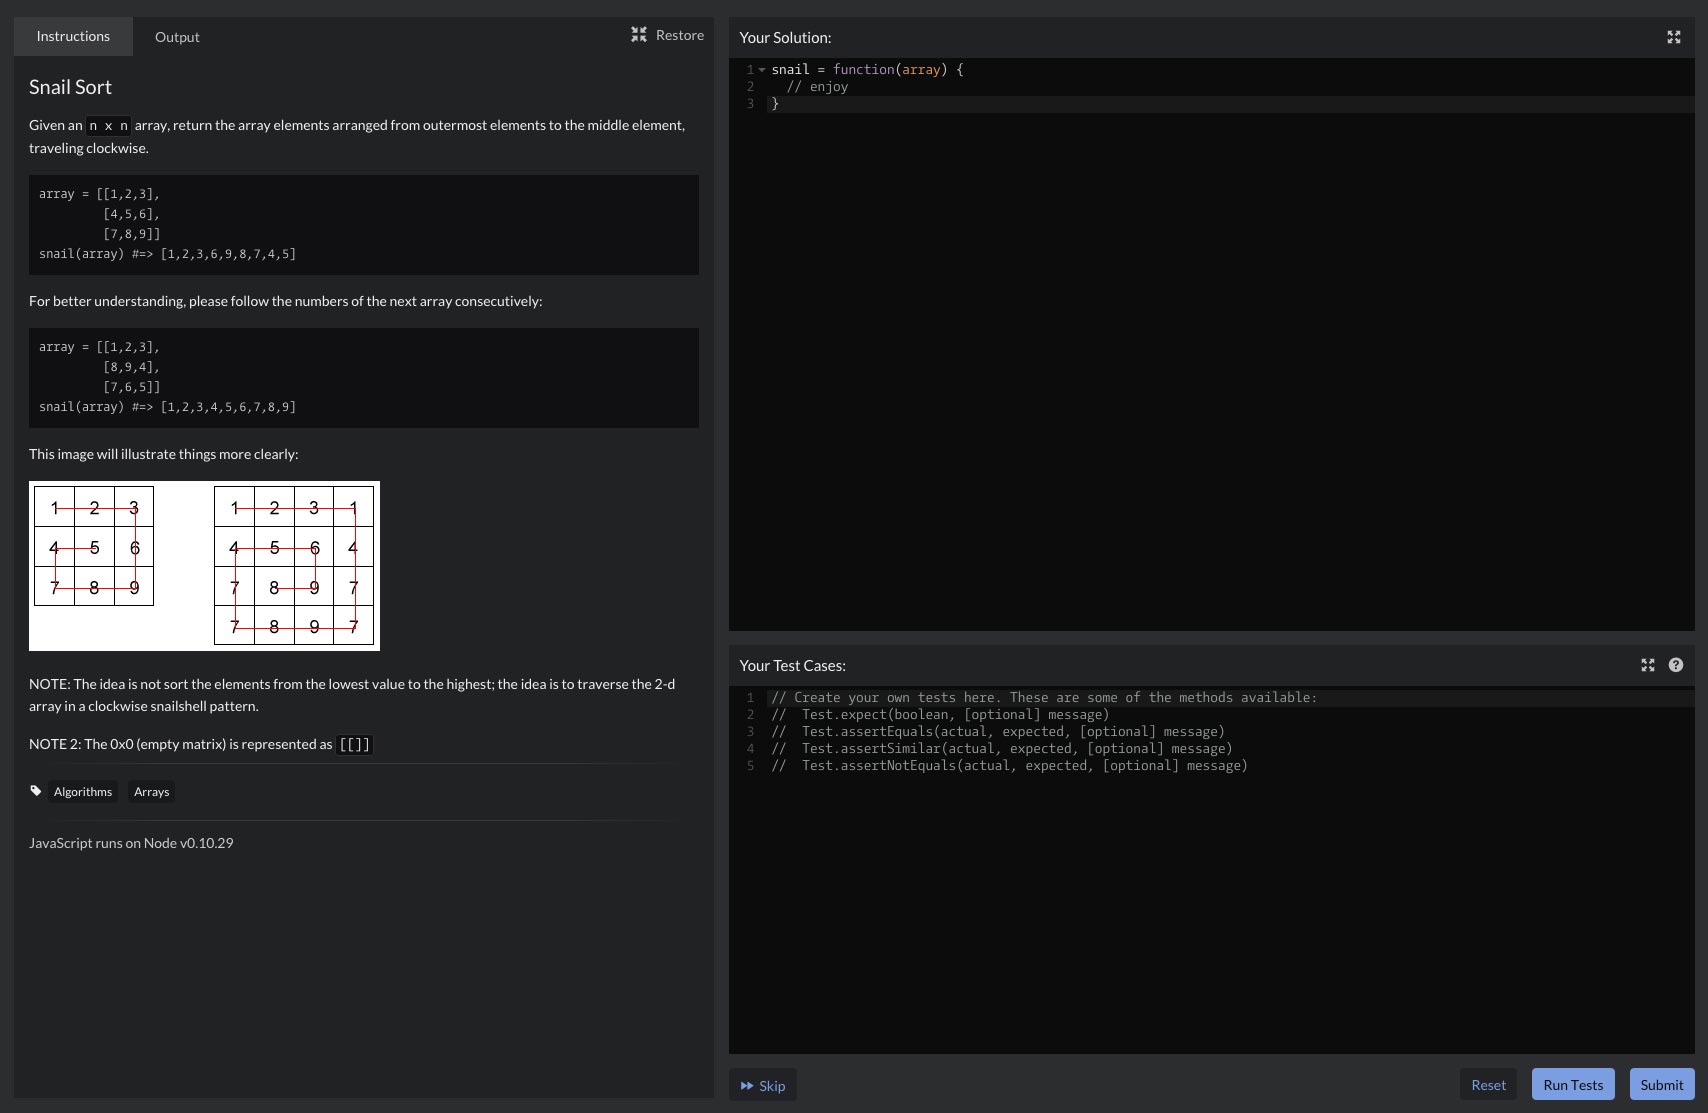 Instructions
Output
Restore
Snail Sort
Given an n x n array, return the array elements arranged from outermost elements to the middle element,
traveling clockwise.
array = [[1,2,3],
         [4,5,6],
         [7,8,9]]
snail(array) #=> [1,2,3,6,9,8,7,4,5]
For better understanding, please follow the numbers of the next array consecutively:
array = [[1,2,3],
         [8,9,4],
         [7,6,5]]
snail(array) #=> [1,2,3,4,5,6,7,8,9]
This image will illustrate things more clearly:
1 2 3
4 5 6
7 8 9
1 2 3 1
4 5 6 4
7 8 9 7
7 8 9 7
NOTE: The idea is not sort the elements from the lowest value to the highest; the idea is to traverse the 2-d
array in a clockwise snailshell pattern.
NOTE 2: The 0x0 (empty matrix) is represented as [[]]
Algorithms
Arrays
JavaScript runs on Node v0.10.29
Your Solution:
1 snail = function(array) {
2   // enjoy
3 }
Your Test Cases:
?
1 // Create your own tests here. These are some of the methods available:
2 //  Test.expect(boolean, [optional] message)
3 //  Test.assertEquals(actual, expected, [optional] message)
4 //  Test.assertSimilar(actual, expected, [optional] message)
5 //  Test.assertNotEquals(actual, expected, [optional] message)
Skip
Reset
Run Tests
Submit